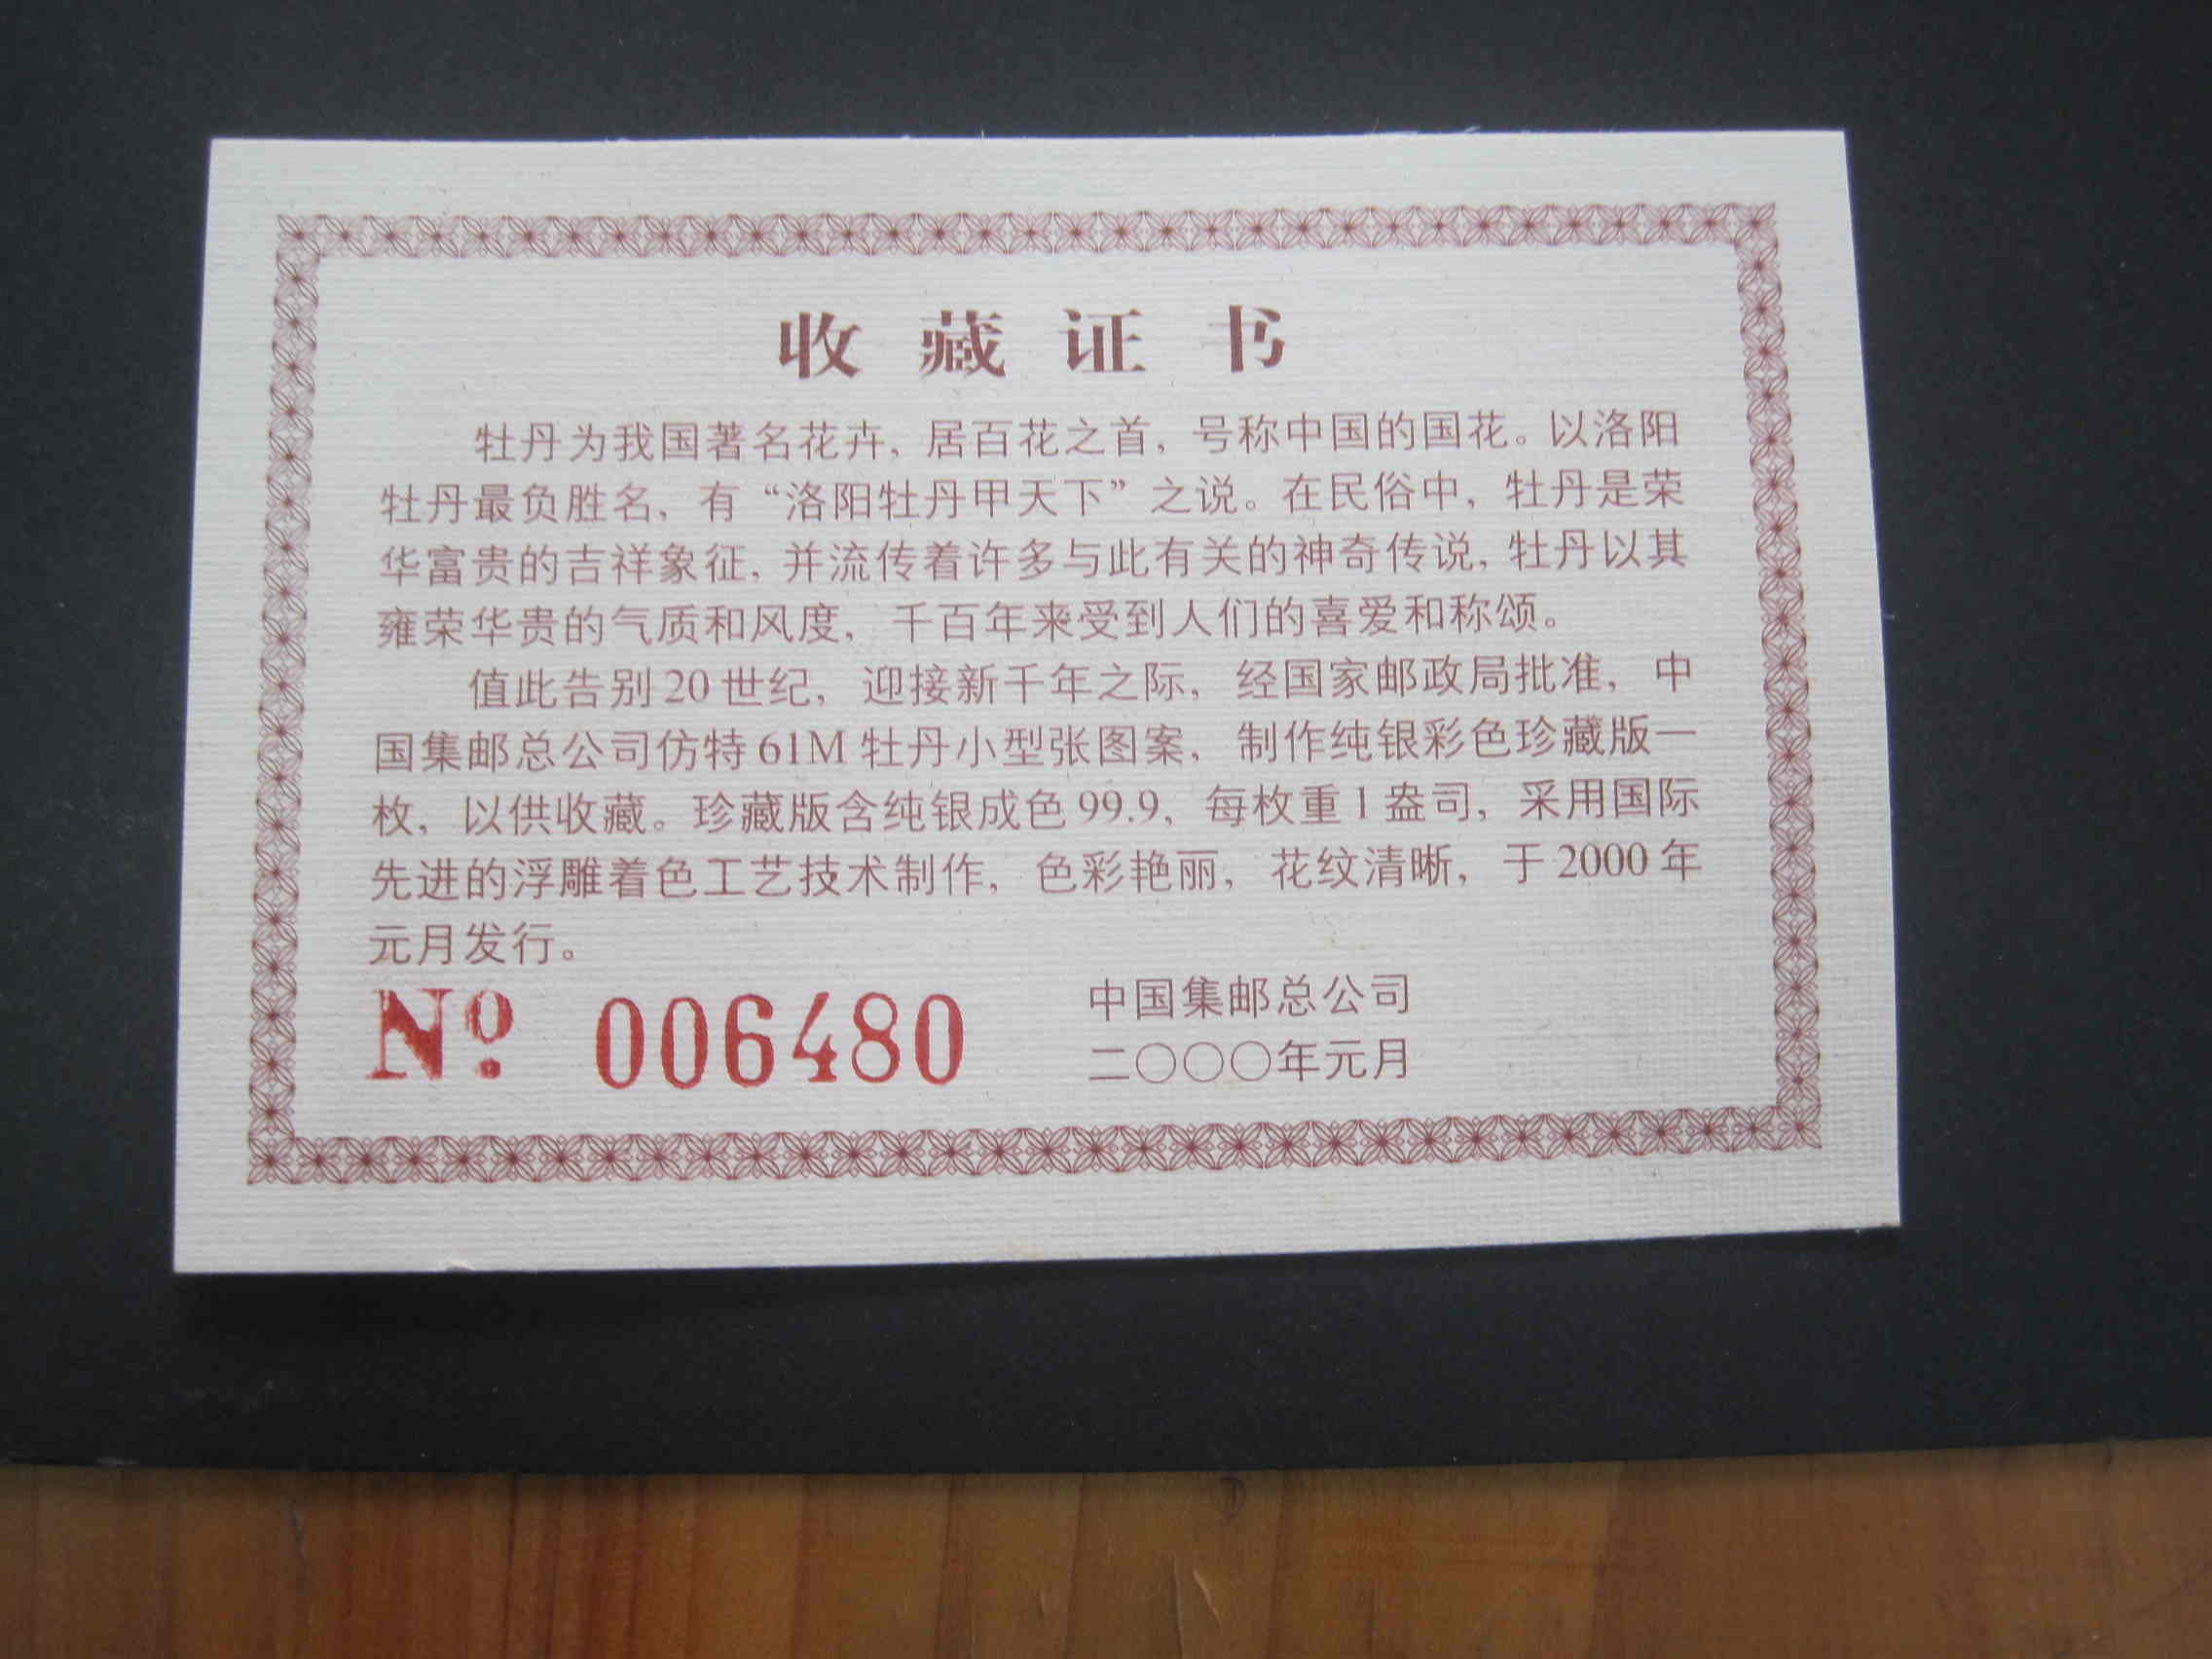 收藏证书
牡丹为我国著名花卉，居百花之首，号称中国的国花。以洛阳
牡丹最负胜名，有“洛阳牡丹甲天下”之说。在民俗中，牡丹是荣
华富贵的吉祥象征，并流传着许多与此有关的神奇传说，牡丹以其
雍荣华贵的气质和风度，千百年来受到人们的喜爱和称颂。
值此告别20世纪，迎接新千年之际，经国家邮政局批准，中
国集邮总公司仿特61M牡丹小型张图案，制作纯银彩色珍藏版一
枚，以供收藏。珍藏版含纯银成色99.9，每枚重1盎司，采用国际
先进的浮雕着色工艺技术制作，色彩艳丽，花纹清晰，于2000年
元月发行。
中国集邮总公司
№ 006480
二〇〇〇年元月